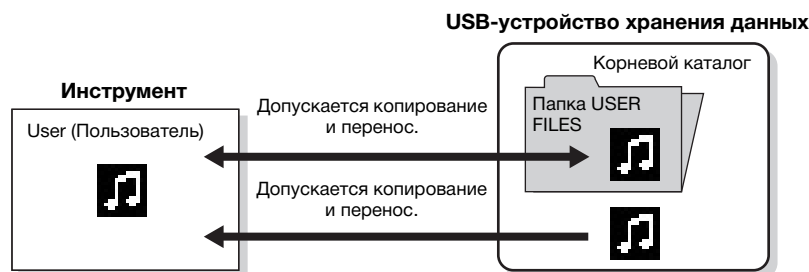 USB-устройство хранения данных
Корневой каталог
Инструмент
User (Пользователь)
Допускается копирование
и перенос.
Папка USER
FILES
Допускается копирование
и перенос.